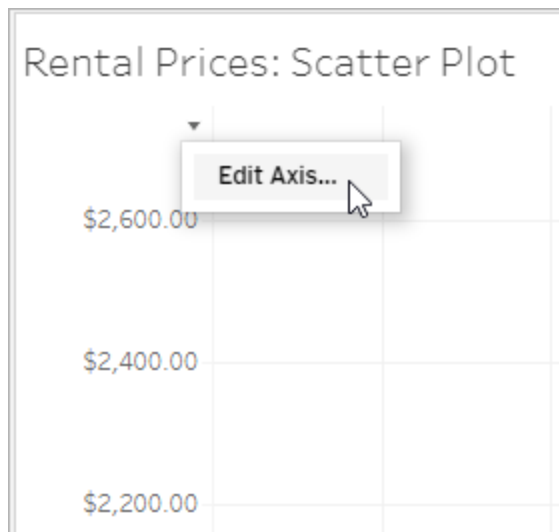 Rental Prices: Scatter Plot
Edit Axis...
$2,600.00
$2,400.00
$2,200.00